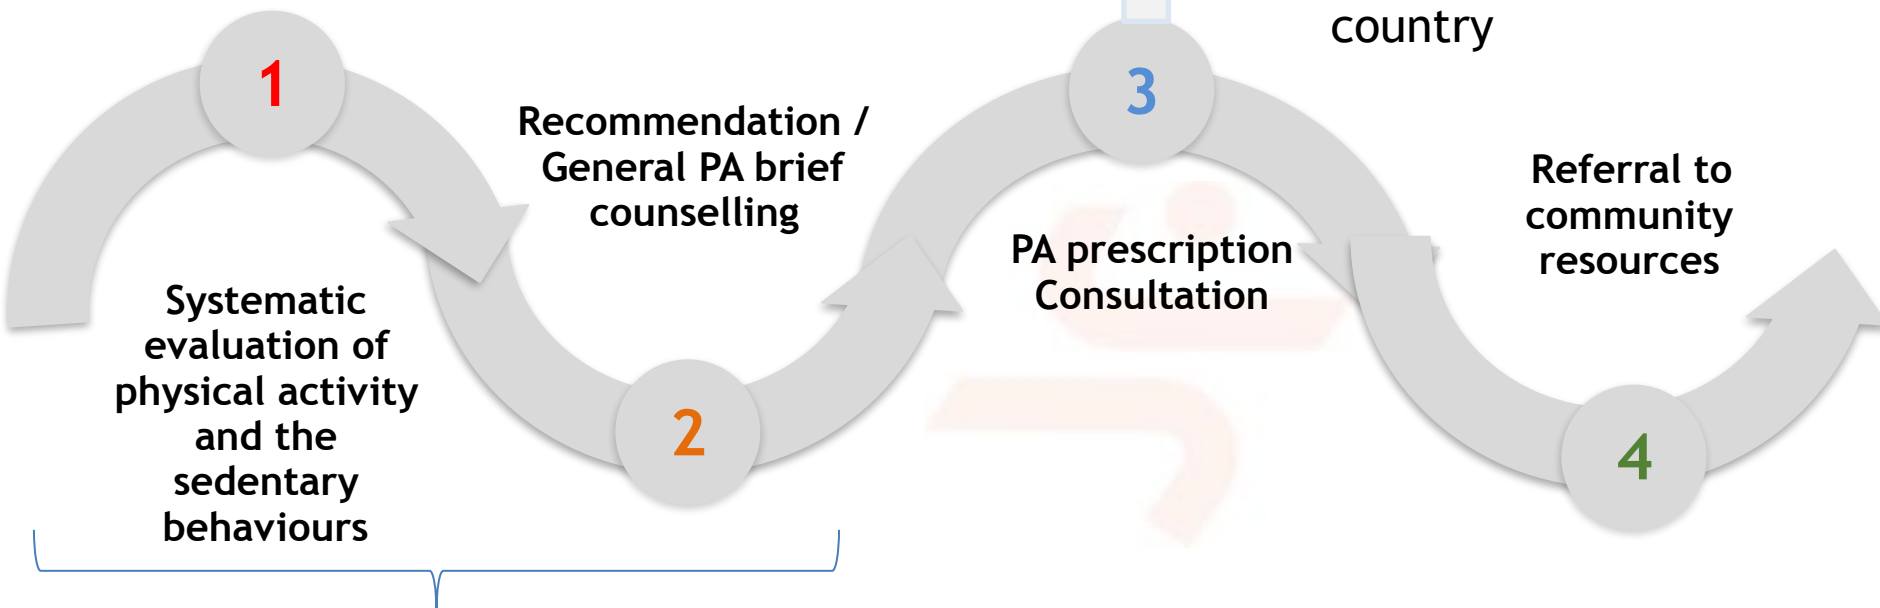 country
1
Systematic
evaluation of
physical activity
and the
sedentary
behaviours
Recommendation /
General PA brief
counselling
2
3
PA prescription
Consultation
Referral to
community
resources
4